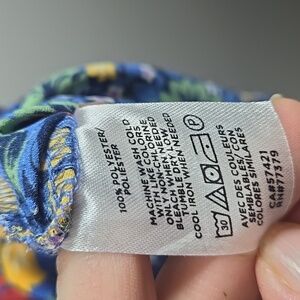 100% POLYESTER/
POLYESTER
MACHINE WASH COLD
WITH LIKE COLORS
ONLY NON-CHLORINE
BLEACH WHEN NEEDED
TUMBLE DRY LOW
COOL IRON WHEN NEEDED
30
P
AVEC DES COULEURS
SEMBLABLES/SIMILARES
COLORES
CA#57421
RN#77379